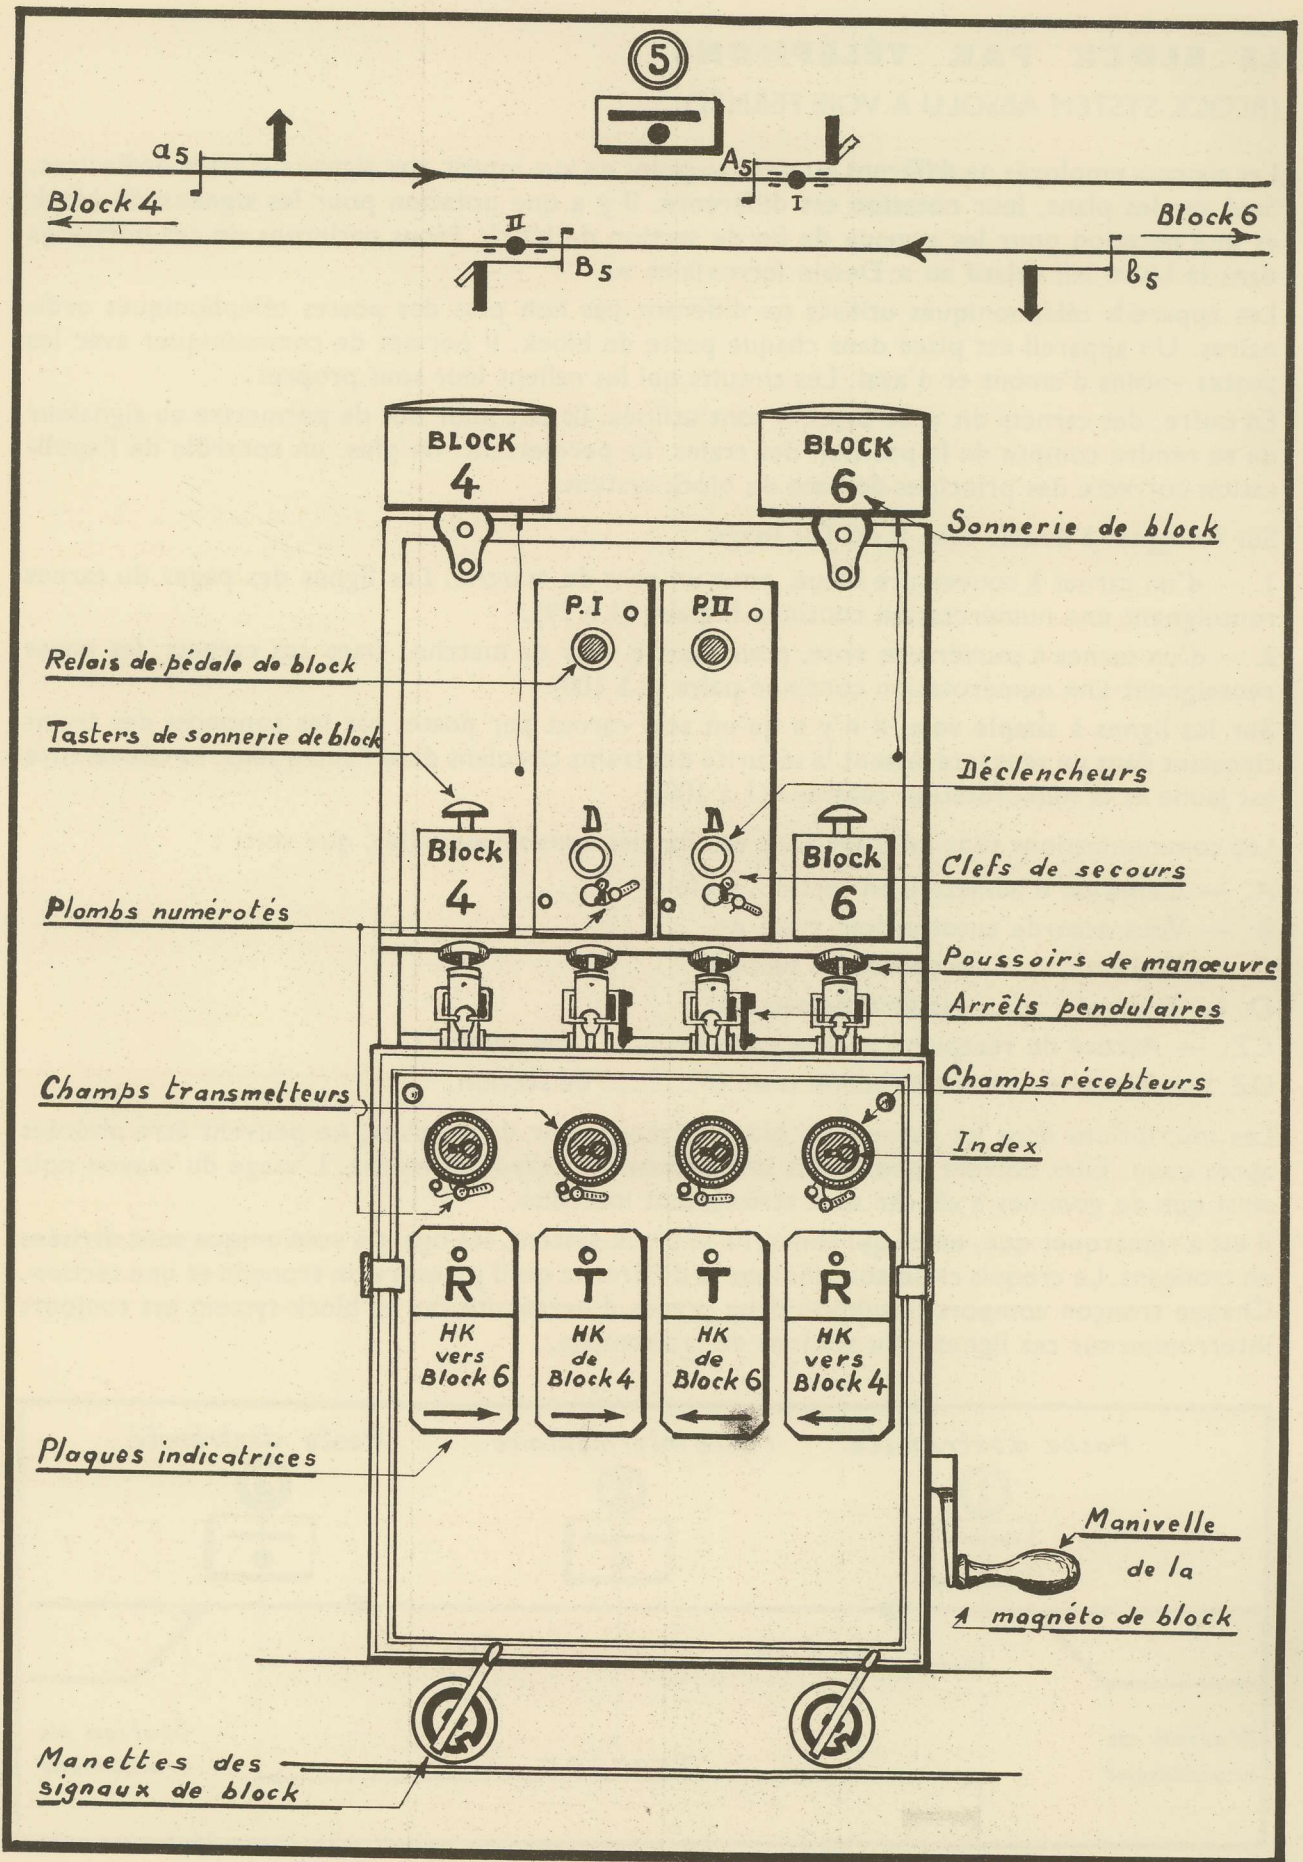 5
a5
A5
I
Block 4
Block 6
II
B5
b5
BLOCK
4
BLOCK
6
Sonnerie de block
P.I
P.II
Relais de pédale de block
Tasters de sonnerie de block
Déclencheurs
D
D
Block
4
Block
6
Clefs de secours
Plombs numérotés
Poussoirs de manœuvre
Arrêts pendulaires
Champs transmetteurs
Champs récepteurs
Index
R
HK
vers
Block 6
T
HK
de
Block 4
T
HK
de
Block 6
R
HK
vers
Block 4
Plaques indicatrices
Manivelle
de la
magnéto de block
Manettes des
signaux de block